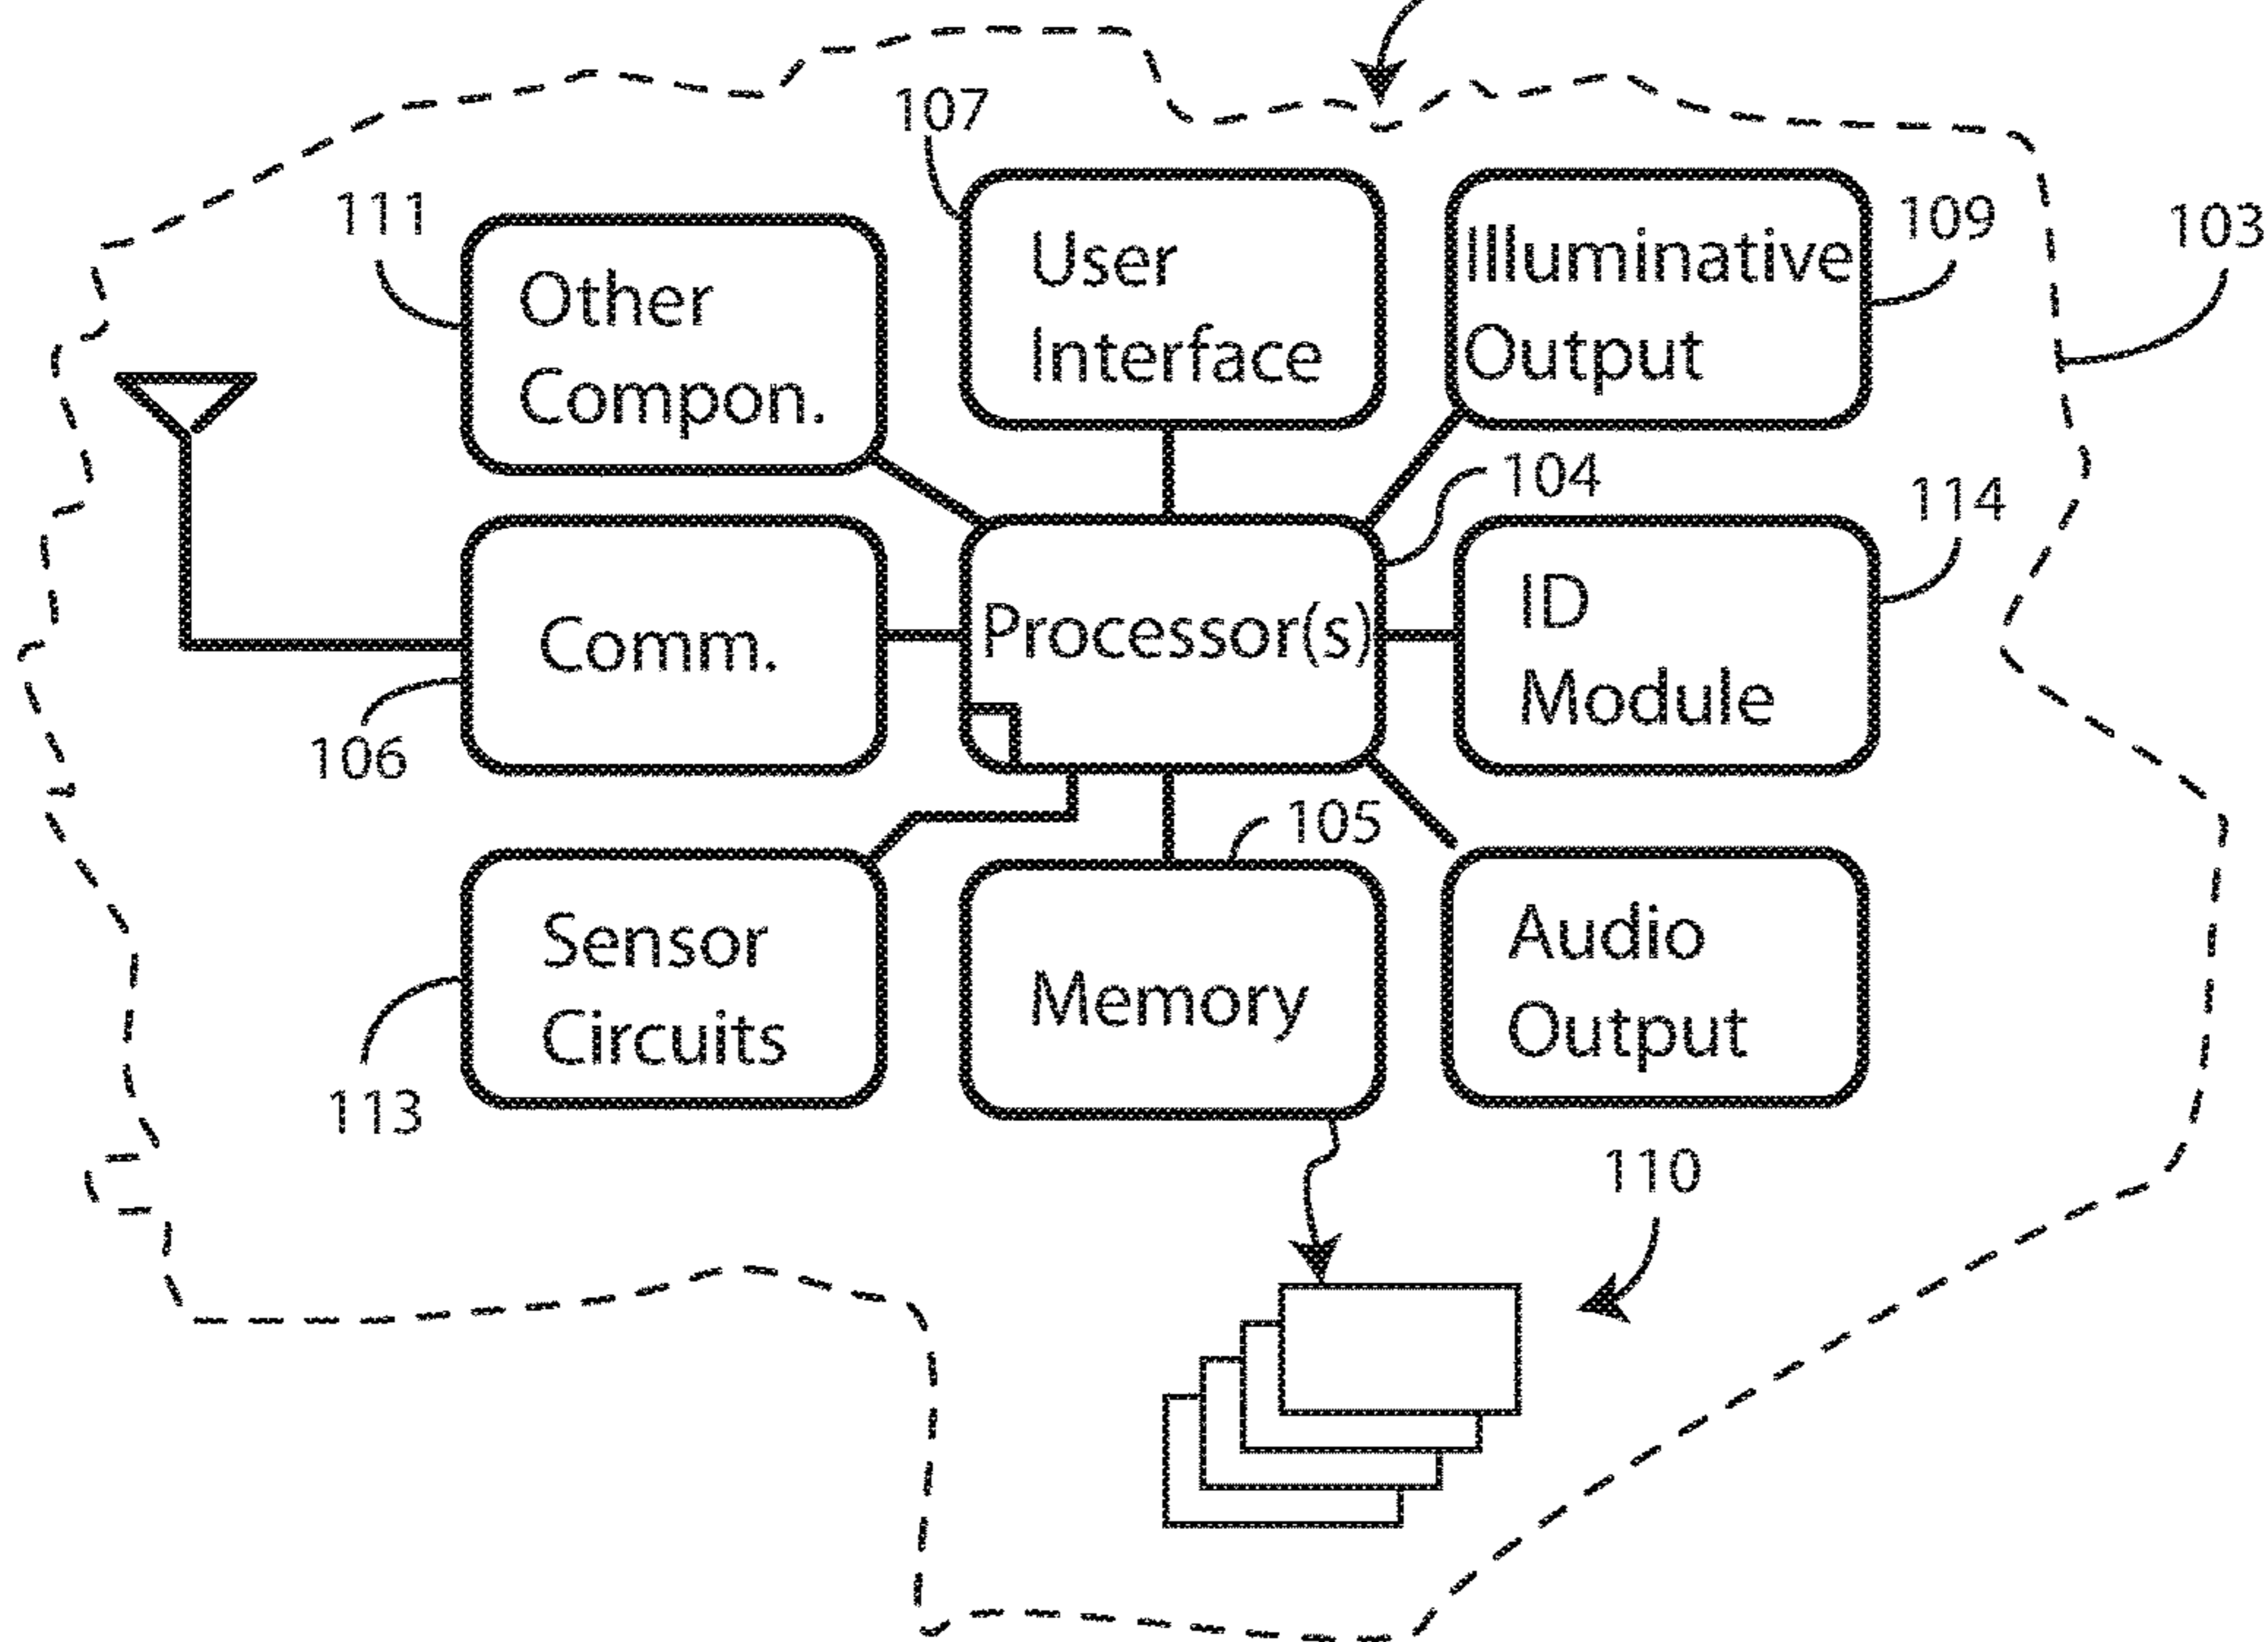 107
111
User
Interface
Illuminative
Output
109
103
Other
Compon.
104
114
Comm.
Processor(s)
ID
Module
106
105
Sensor
Circuits
Memory
Audio
Output
113
110